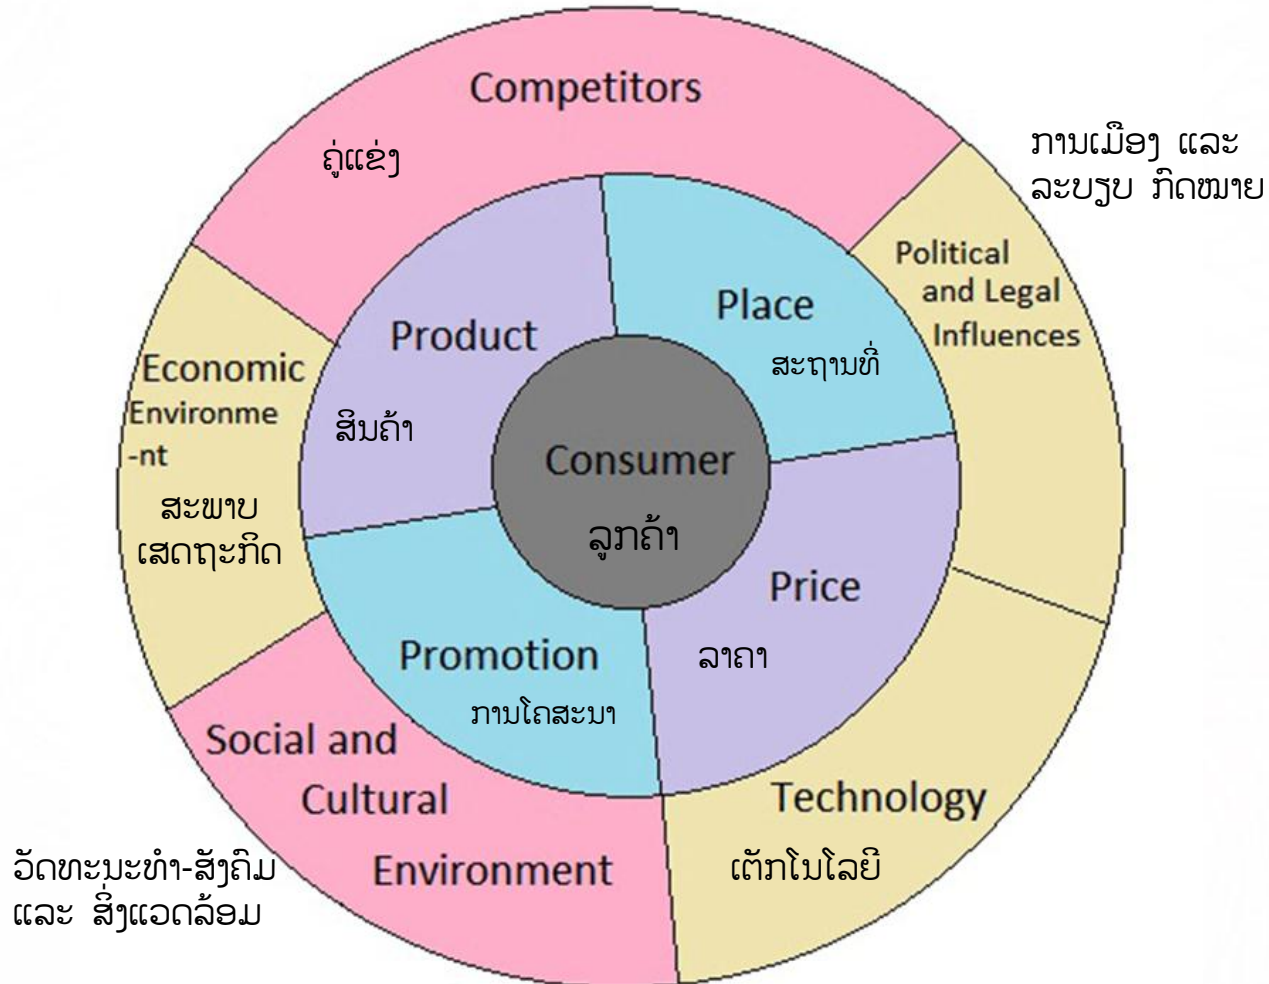 Competitors
ຄູ່ແຂ່ງ
ການເມືອງ ແລະ
ລະບຽບ ກົດໝາຍ
Political
and Legal
Influences
Place
ສະຖານທີ່
Product
ສິນຄ້າ
Economic
Environme
-nt
ສະພາບ
ເສດຖະກິດ
Consumer
ລູກຄ້າ
Price
ລາຄາ
Promotion
ການໂຄສະນາ
Social and
Cultural
Environment
ວັດທະນະທຳ-ສັງຄົມ
ແລະ ສິ່ງແວດລ້ອມ
Technology
ເຕັກໂນໂລຍີ